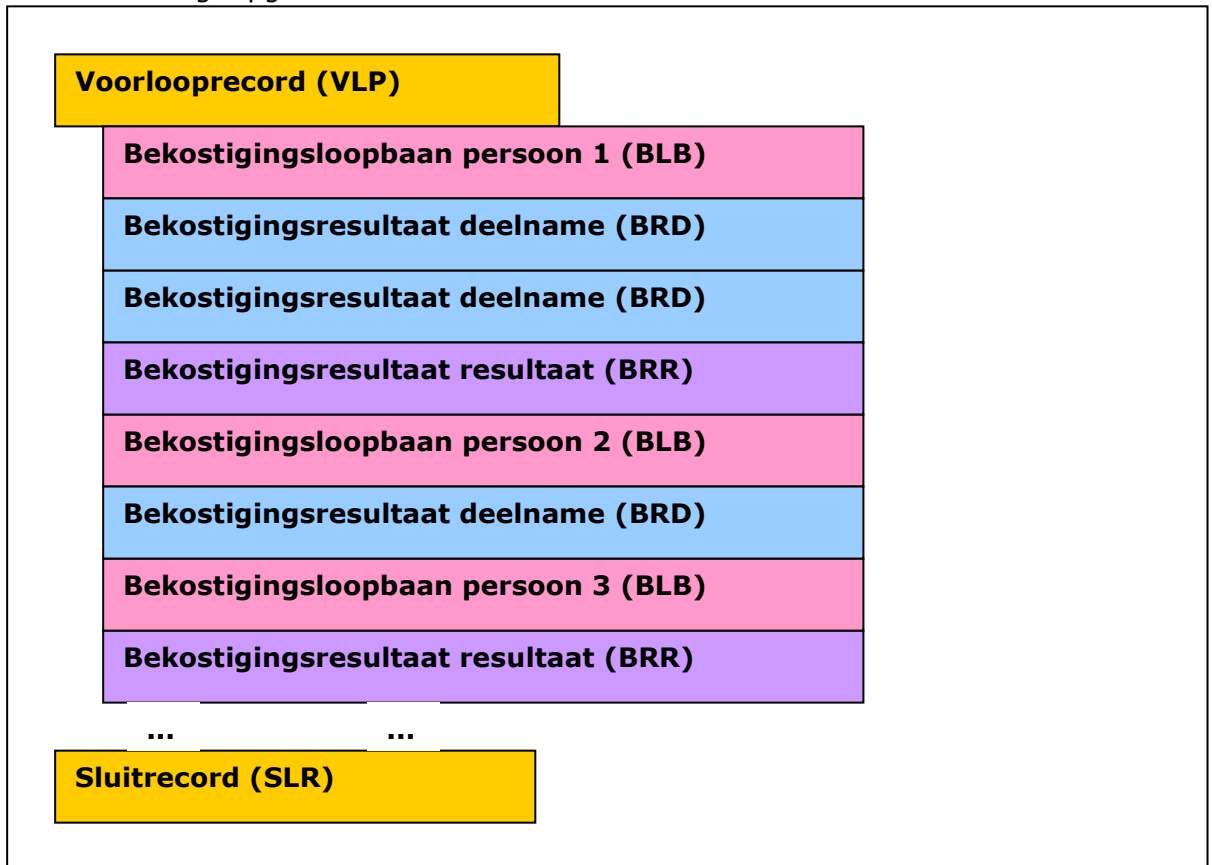 Voorlooprecord (VLP)
Bekostigingsloopbaan persoon 1 (BLB)
Bekostigingsresultaat deelname (BRD)
Bekostigingsresultaat deelname (BRD)
Bekostigingsresultaat resultaat (BRR)
Bekostigingsloopbaan persoon 2 (BLB)
Bekostigingsresultaat deelname (BRD)
Bekostigingsloopbaan persoon 3 (BLB)
Bekostigingsresultaat resultaat (BRR)
... ...
Sluitrecord (SLR)